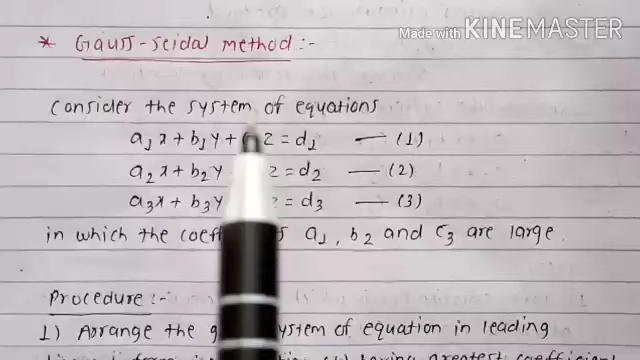 Made with KINEMASTER
* Gauss-seidal method :-
Consider the system of equations
a1x + b1y + z = d1 — (1)
a2x + b2y z = d2 — (2)
a3x + b3y z = d3 — (3)
in which the a1, b2 and c3 are large.
Procedure :-
1) Arrange the system of equation in leading